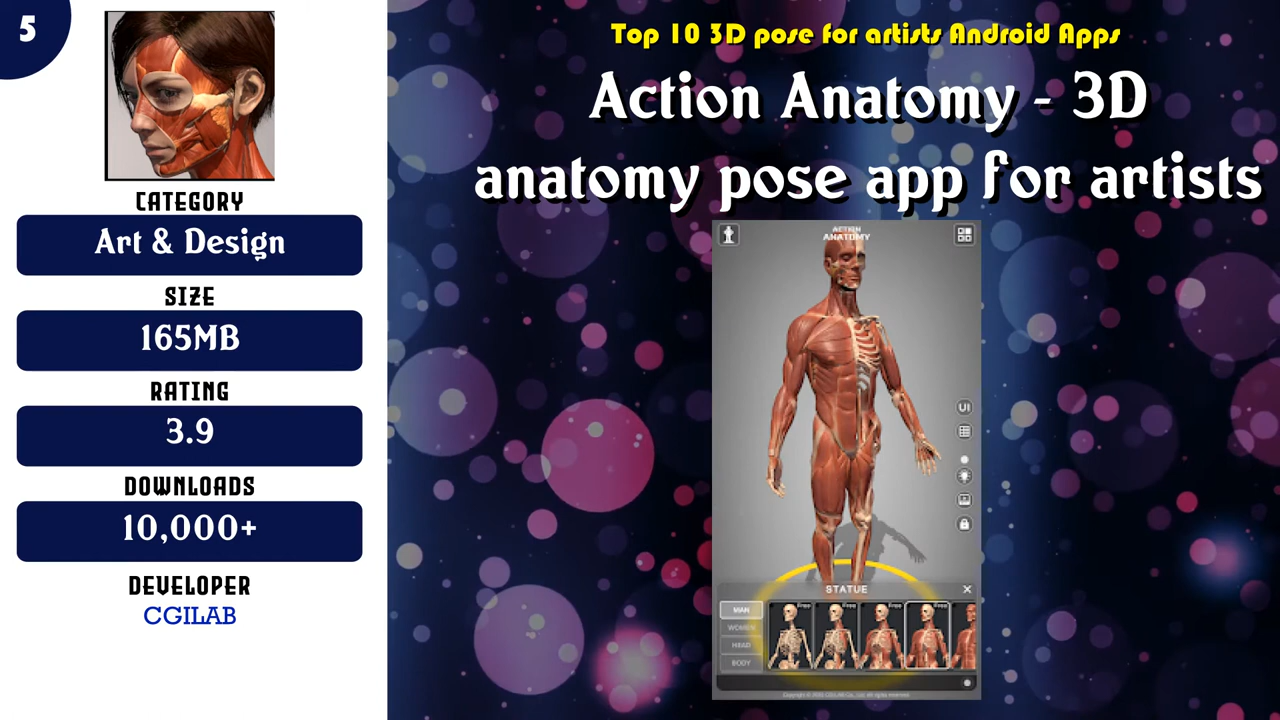 5
CATEGORY
Art & Design
SIZE
165MB
RATING
3.9
DOWNLOADS
10,000+
DEVELOPER
CGILAB
Top 10 3D pose for artists Android Apps
Action Anatomy - 3D
anatomy pose app for artists
ACTION
ANATOMY
UI
STATUE
MAN
WOMEN
HEAD
BODY